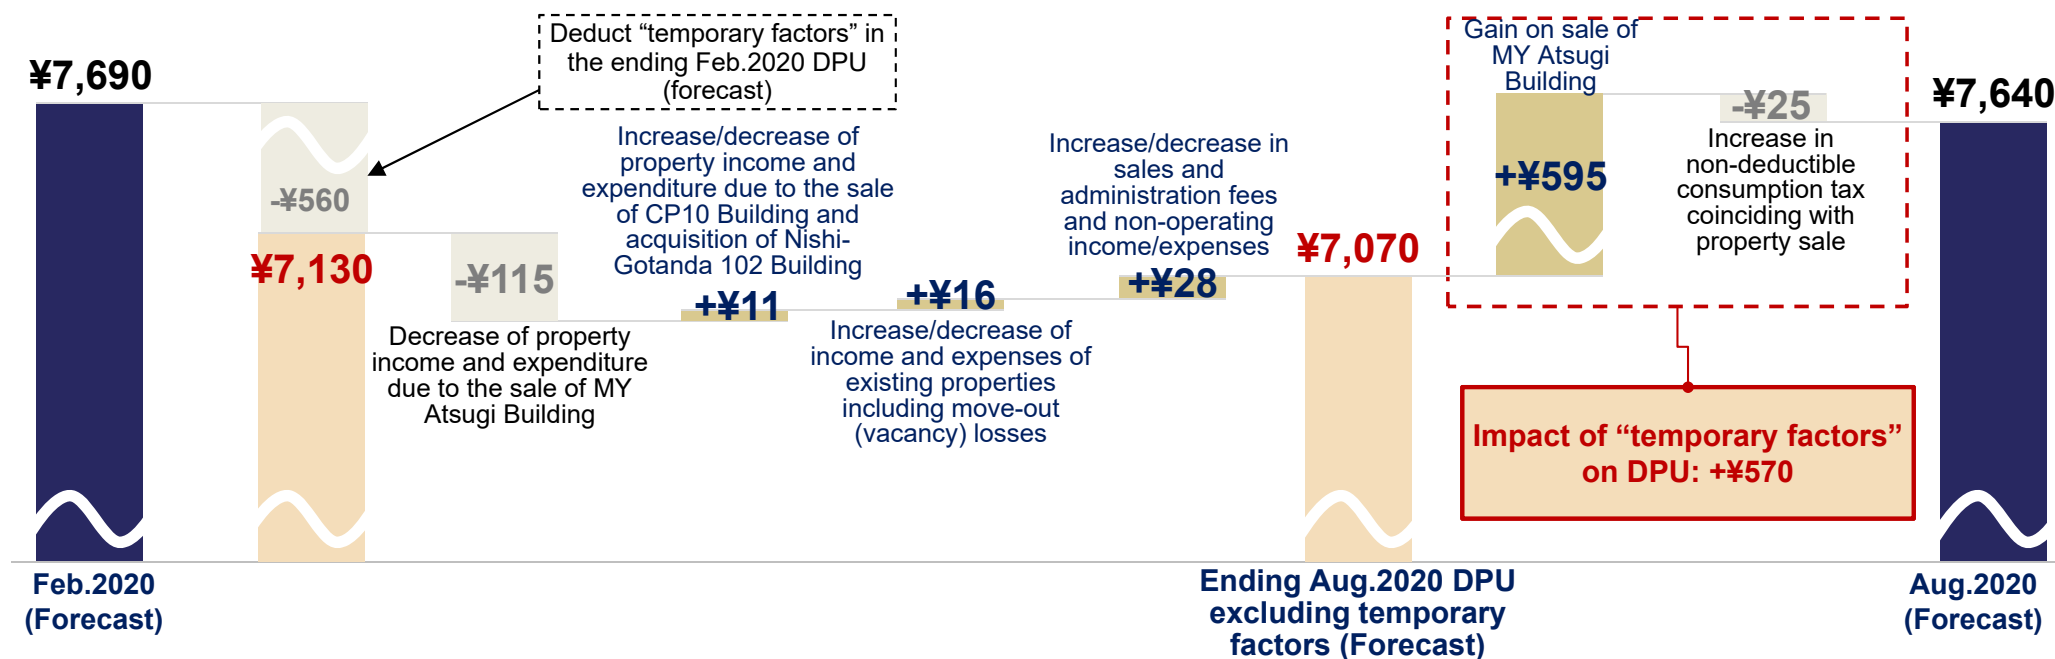 ¥7,690
Feb.2020
(Forecast)
Deduct “temporary factors” in
the ending Feb.2020 DPU
(forecast)
-¥560
¥7,130
-¥115
Decrease of property
income and expenditure
due to the sale of MY
Atsugi Building
Increase/decrease of
property income and
expenditure due to the sale
of CP10 Building and
acquisition of Nishi-
Gotanda 102 Building
+¥11
+¥16
Increase/decrease of
income and expenses of
existing properties
including move-out
(vacancy) losses
Increase/decrease in
sales and
administration fees
and non-operating
income/expenses
+¥28
¥7,070
Ending Aug.2020 DPU
excluding temporary
factors (Forecast)
Gain on sale of
MY Atsugi
Building
+¥595
-¥25
Increase in
non-deductible
consumption tax
coinciding with
property sale
Impact of “temporary factors”
on DPU: +¥570
¥7,640
Aug.2020
(Forecast)